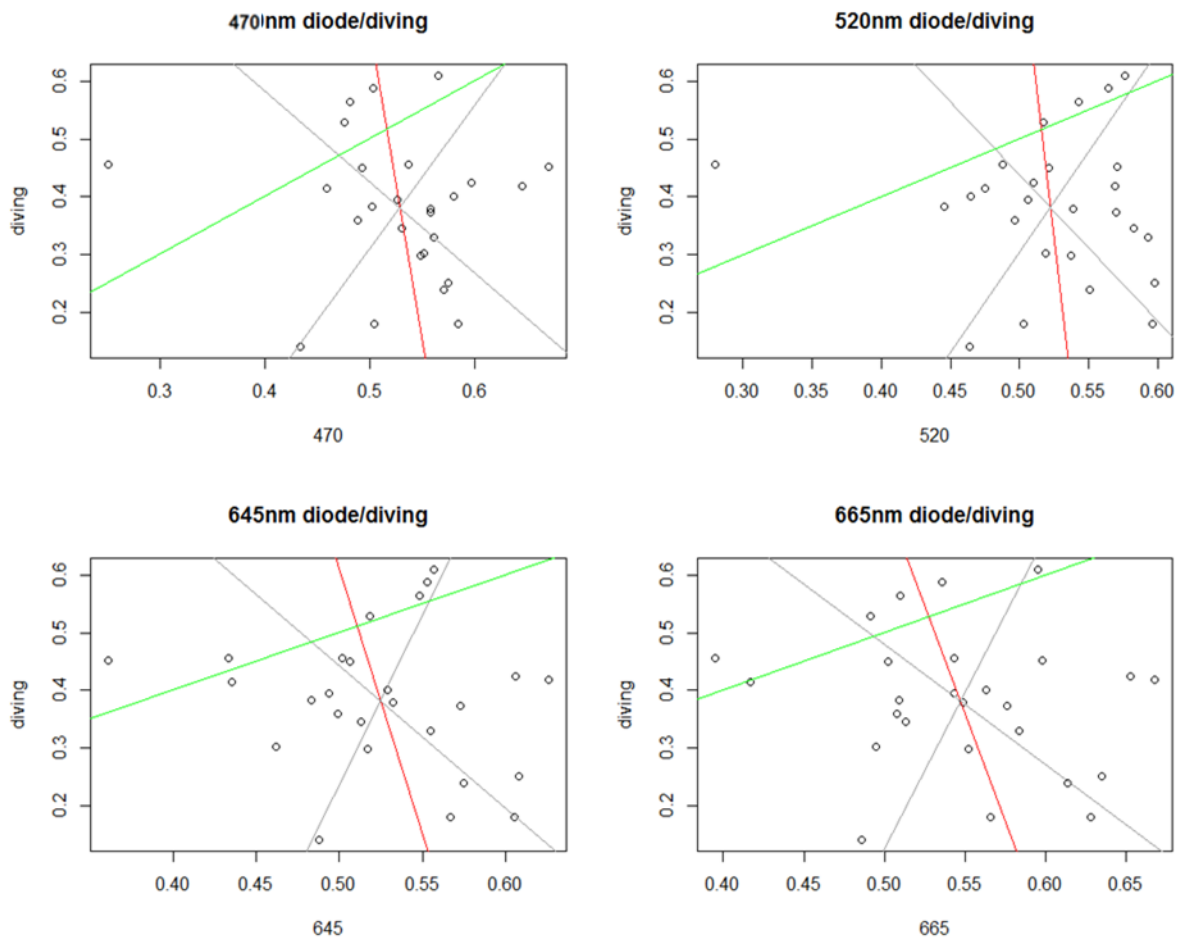 470nm diode/diving
diving
0.2 0.3 0.4 0.5 0.6
0.3 0.4 0.5 0.6
470
520nm diode/diving
diving
0.2 0.3 0.4 0.5 0.6
0.30 0.35 0.40 0.45 0.50 0.55 0.60
520
645nm diode/diving
diving
0.2 0.3 0.4 0.5 0.6
0.40 0.45 0.50 0.55 0.60
645
665nm diode/diving
diving
0.2 0.3 0.4 0.5 0.6
0.40 0.45 0.50 0.55 0.60 0.65
665